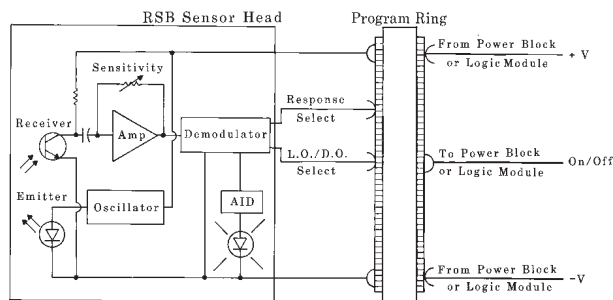 RSB Sensor Head
Program Ring
Sensitivity
From Power Block
or Logic Module
+ V
Receiver
Amp
Demodulator
Response
Select
L.O./D.O.
Select
To Power Block
or Logic Module
On/Off
Emitter
Oscillator
AID
From Power Block
or Logic Module
-V